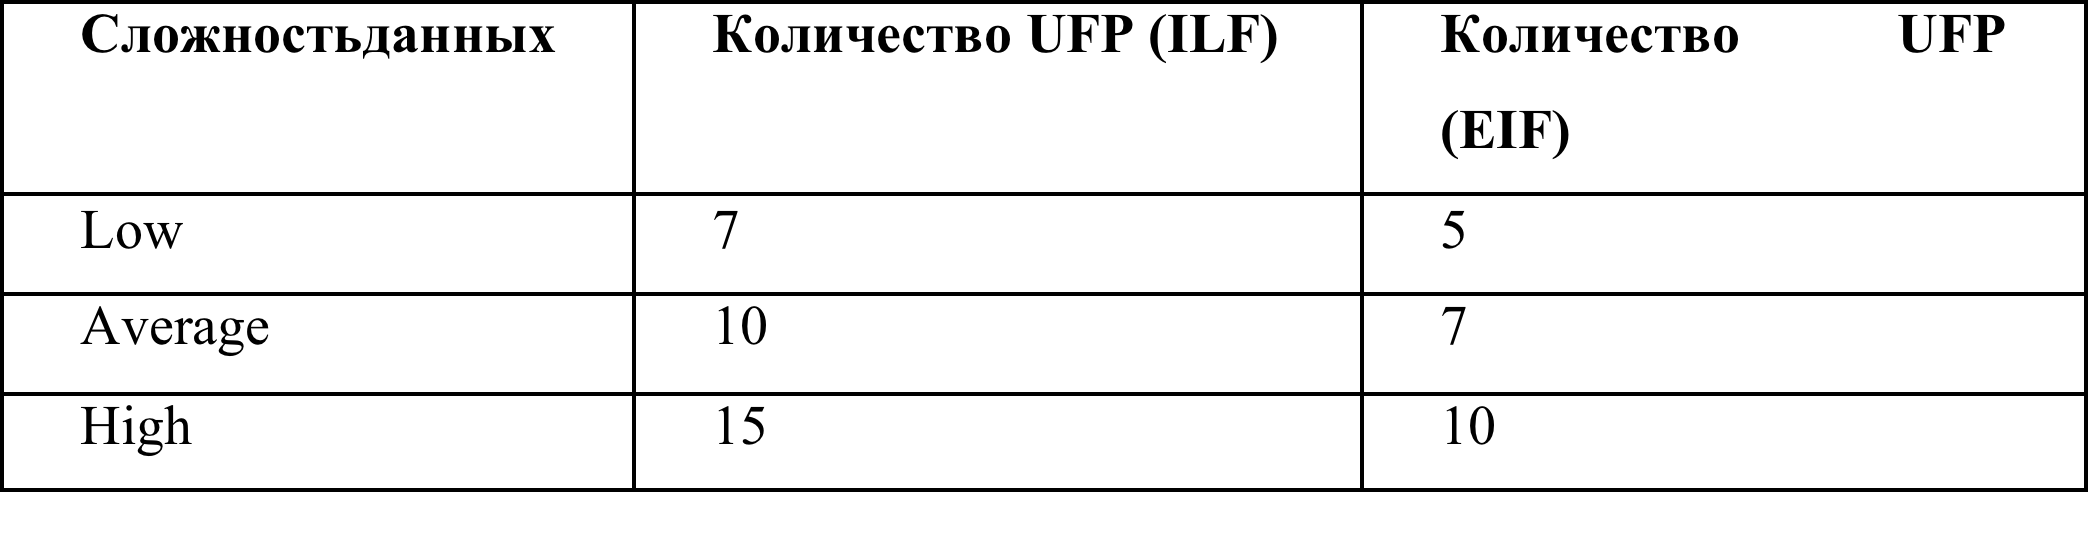 Сложностьданных Количество UFP (ILF) Количество UFP
(EIF)
Low 7 5
Average 10 7
High 15 10